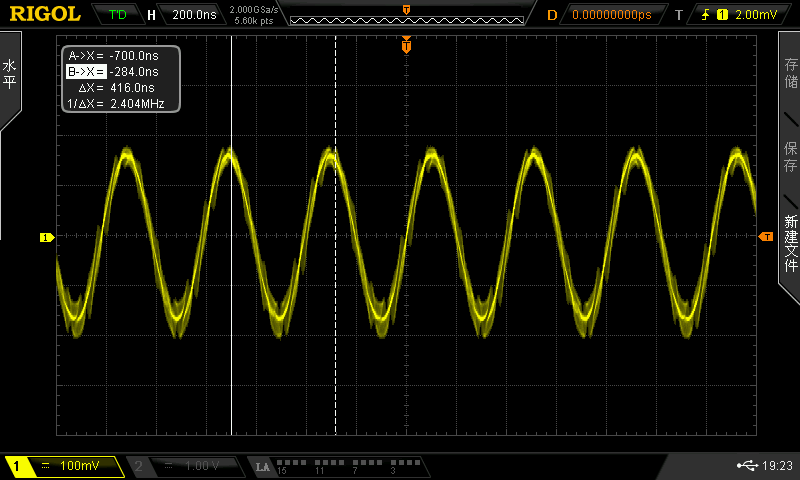 RIGOL T'D H 200.0ns 2.000GSa/s D 0.00000000ps T 1 2.00mV
5.60k pts
T
T
水平
A->X= -700.0ns
B->X= -284.0ns
ΔX= 416.0ns
1/ΔX= 2.404MHz
存储
保存
新建文件
1
T
1 = 100mV 2 = 1.00 V LA 15 11 7 3 19:23